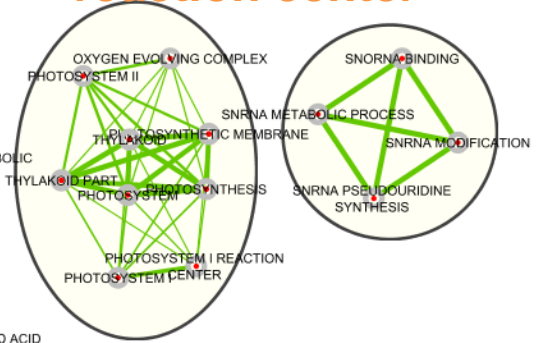 OXYGEN EVOLVING COMPLEX
PHOTOSYSTEM II
THYLAKOID
PHOTOSYNTHETIC MEMBRANE
THYLAKOID PART
PHOTOSYSTEM
PHOTOSYNTHESIS
PHOTOSYSTEM I REACTION
CENTER
PHOTOSYSTEM I
SNORNA BINDING
SNRNA METABOLIC PROCESS
SNRNA MODIFICATION
SNRNA PSEUDOURIDINE
SYNTHESIS
ACID